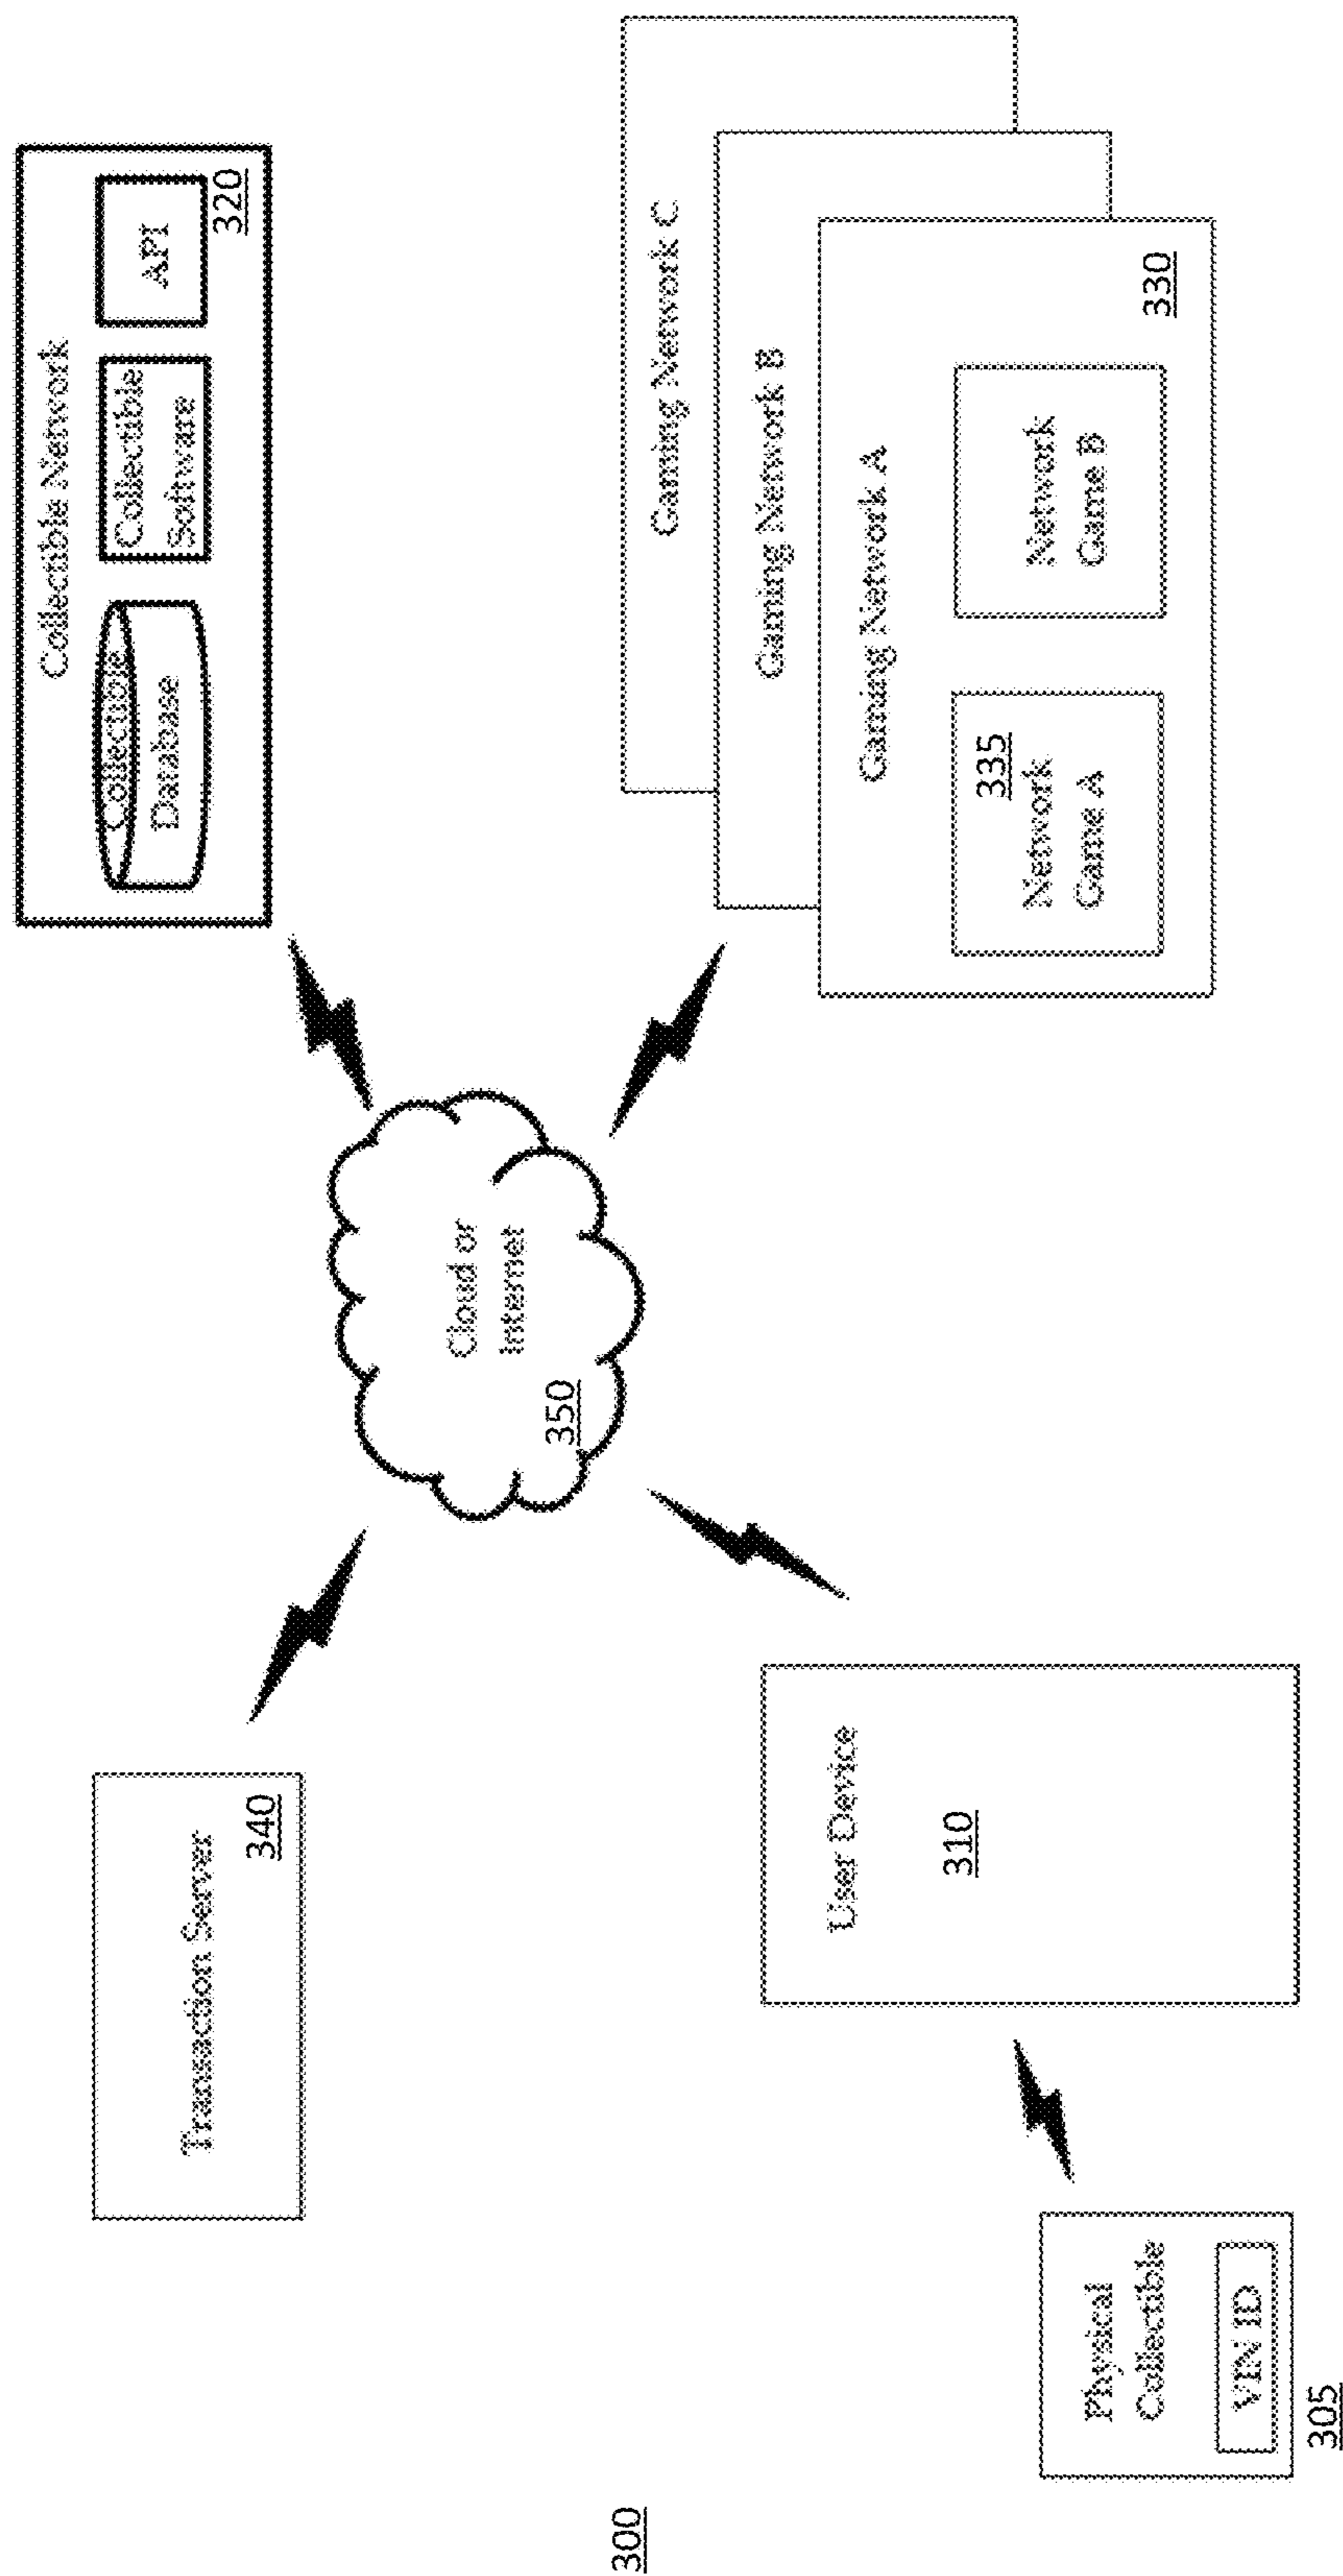 300
Transaction Server
340
Physical
Collectible
VIN ID
305
User Device
310
Cloud or
Internet
350
Collectible Network
Collectible
Database
Collectible
Software
API
320
Gaming Network C
Gaming Network B
Gaming Network A
335
Network
Game A
Network
Game B
330